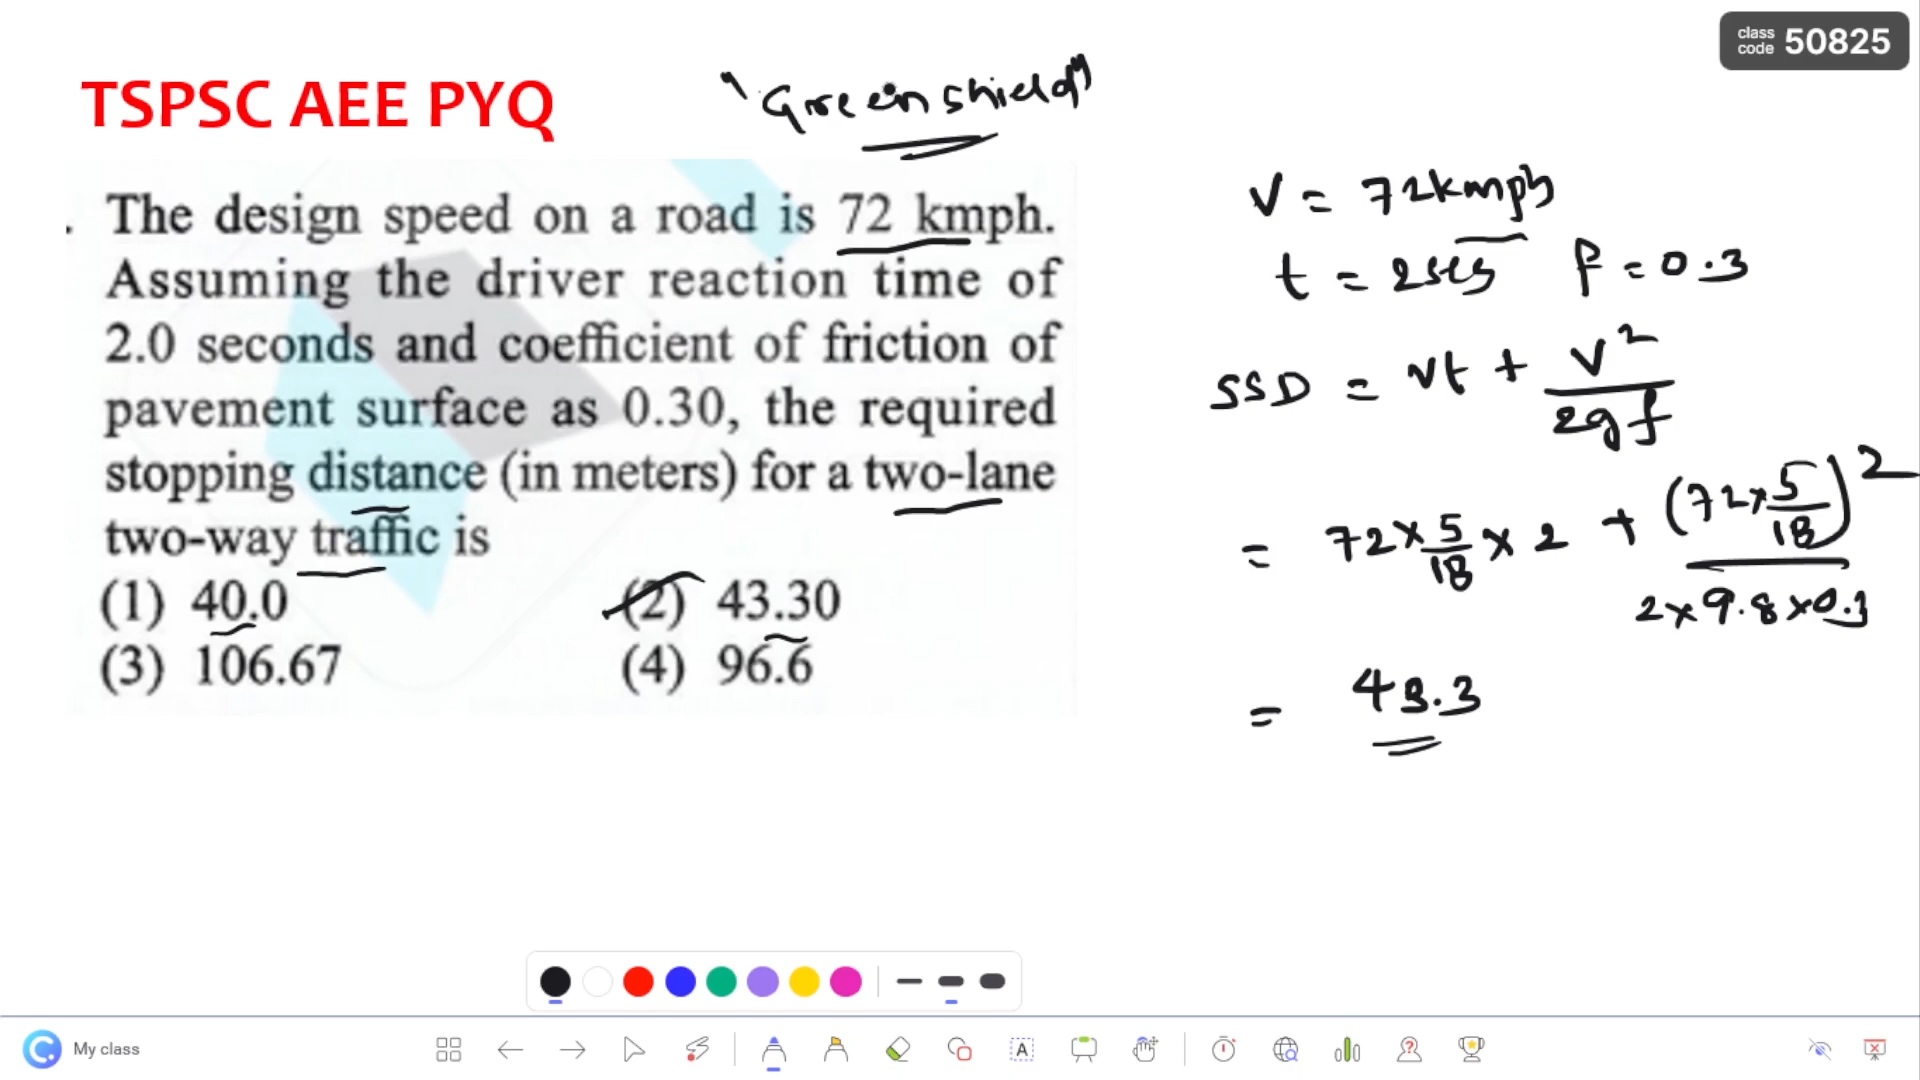 class code 50825
TSPSC AEE PYQ
"Greenshield"
. The design speed on a road is 72 kmph.
Assuming the driver reaction time of
2.0 seconds and coefficient of friction of
pavement surface as 0.30, the required
stopping distance (in meters) for a two-lane
two-way traffic is
(1) 40.0 (2) 43.30
(3) 106.67 (4) 96.6
V = 72kmph
t = 2secs f = 0.3
SSD = vt + v²/2gf
= 72×5/18 × 2 + (72×5/18)²/2×9.8×0.3
= 43.3
My class